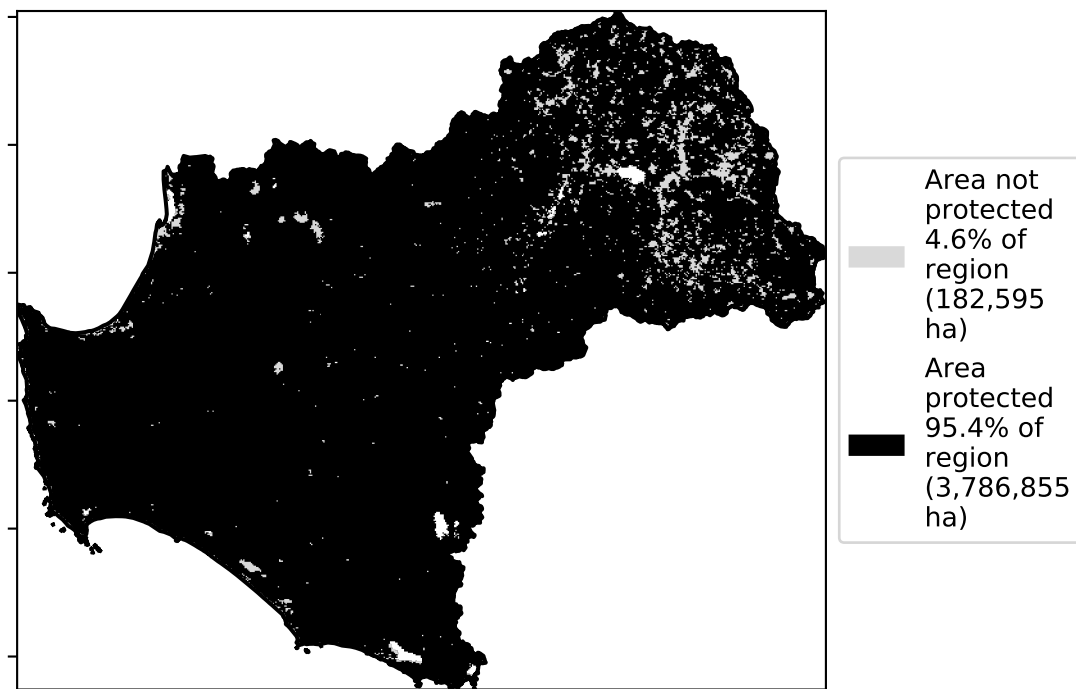 Area not
protected
4.6% of
region
(182,595
ha)
Area
protected
95.4% of
region
(3,786,855
ha)